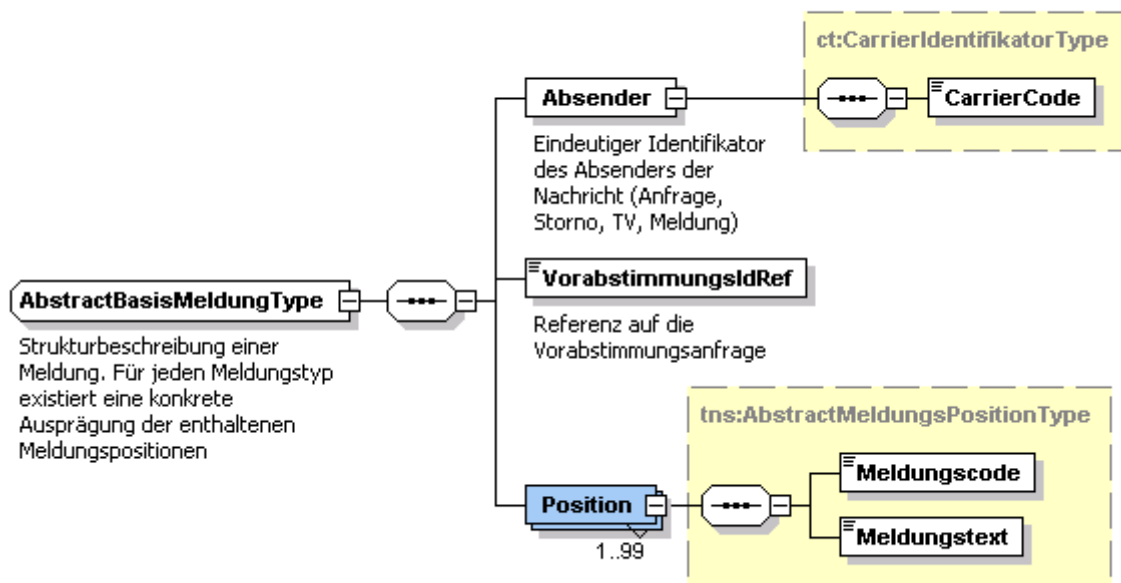 ct:CarrierIdentifikatorType
Absender
CarrierCode
Eindeutiger Identifikator
des Absenders der
Nachricht (Anfrage,
Storno, TV, Meldung)
AbstractBasisMeldungType
Strukturbeschreibung einer
Meldung. Für jeden Meldungstyp
existiert eine konkrete
Ausprägung der enthaltenen
Meldungspositionen
VorabstimmungsIdRef
Referenz auf die
Vorabstimmungsanfrage
tns:AbstractMeldungsPositionType
Position
1..99
Meldungscode
Meldungstext